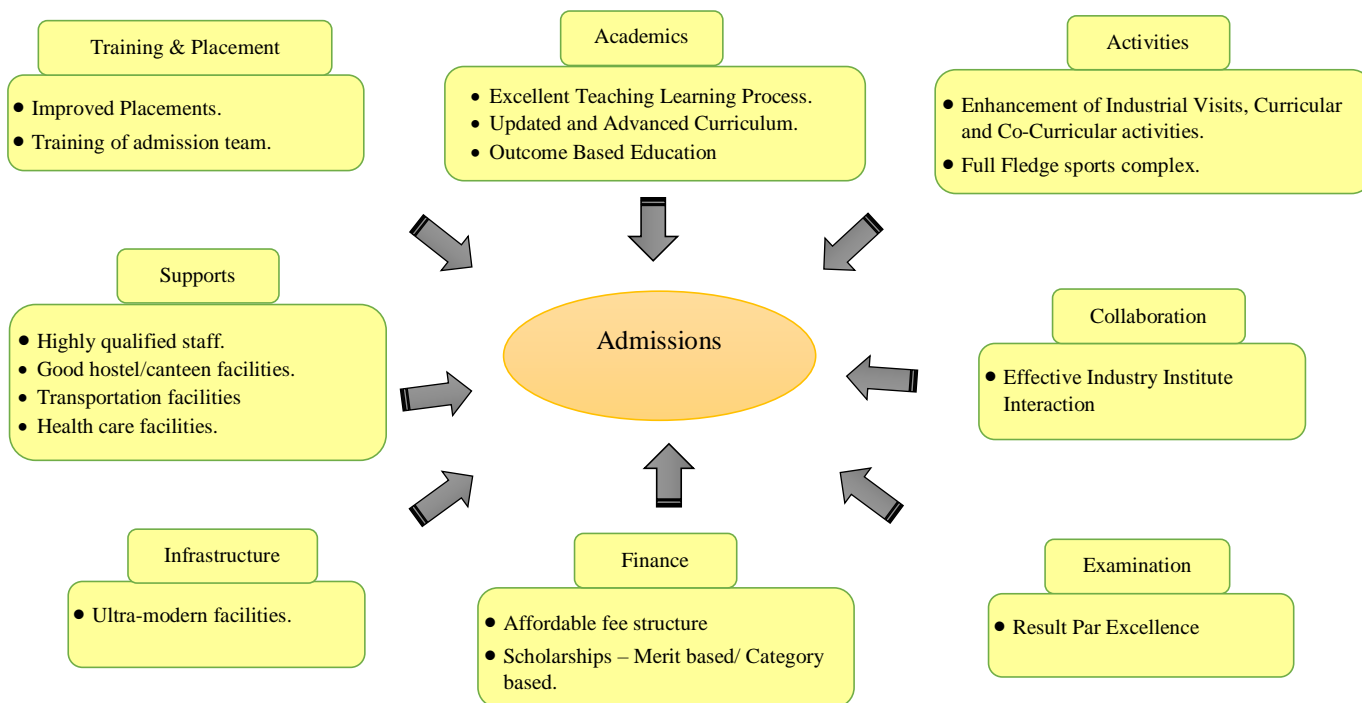 Training & Placement
• Improved Placements.
• Training of admission team.
Academics
• Excellent Teaching Learning Process.
• Updated and Advanced Curriculum.
• Outcome Based Education
Activities
• Enhancement of Industrial Visits, Curricular
and Co-Curricular activities.
• Full Fledge sports complex.
Supports
• Highly qualified staff.
• Good hostel/canteen facilities.
• Transportation facilities
• Health care facilities.
Admissions
Collaboration
• Effective Industry Institute
Interaction
Infrastructure
• Ultra-modern facilities.
Finance
• Affordable fee structure
• Scholarships – Merit based/ Category
based.
Examination
• Result Par Excellence